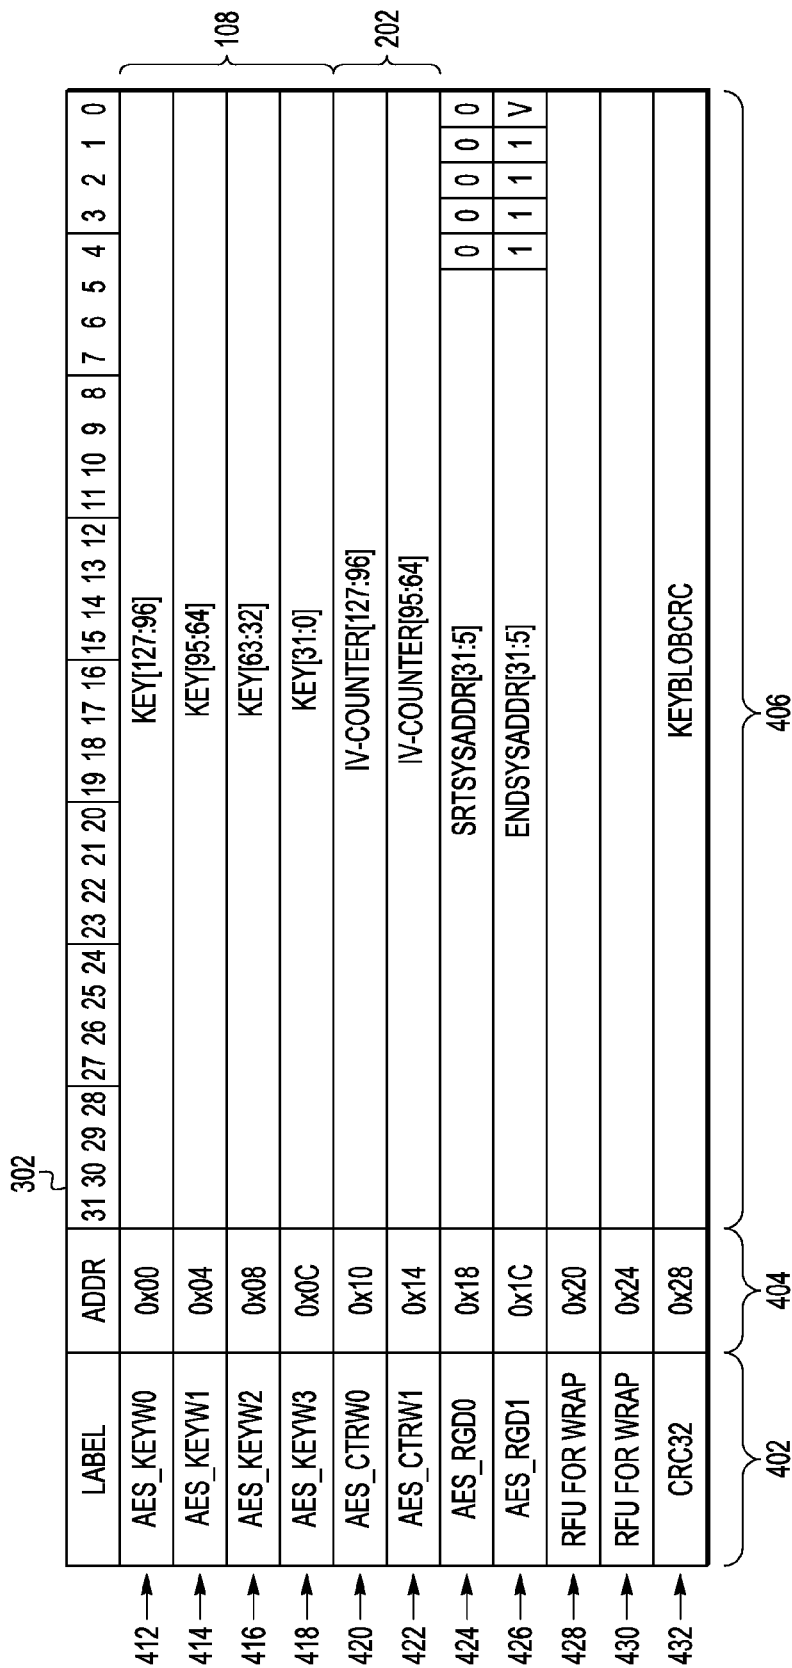 302
LABEL ADDR 31 30 29 28 27 26 25 24 23 22 21 20 19 18 17 16 15 14 13 12 11 10 9 8 7 6 5 4 3 2 1 0
412 AES_KEYW0 0x00 KEY[127:96]
414 AES_KEYW1 0x04 KEY[95:64]
416 AES_KEYW2 0x08 KEY[63:32]
418 AES_KEYW3 0x0C KEY[31:0]
108
420 AES_CTRW0 0x10 IV-COUNTER[127:96]
422 AES_CTRW1 0x14 IV-COUNTER[95:64]
202
424 AES_RGD0 0x18 SRTSYSADDR[31:5] 0 0 0 0 0
426 AES_RGD1 0x1C ENDSYSADDR[31:5] 1 1 1 1 V
428 RFU FOR WRAP 0x20
430 RFU FOR WRAP 0x24
432 CRC32 0x28 KEYBLOBCRC
402 404 406